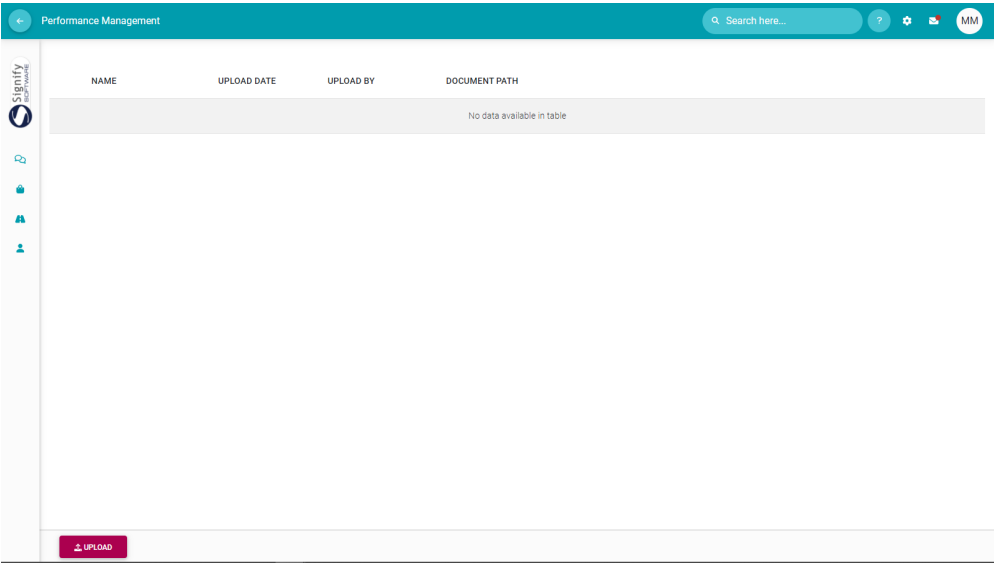 Performance Management
Search here...
?
MM
Signify
SOFTWARE
NAME UPLOAD DATE UPLOAD BY DOCUMENT PATH
No data available in table
UPLOAD